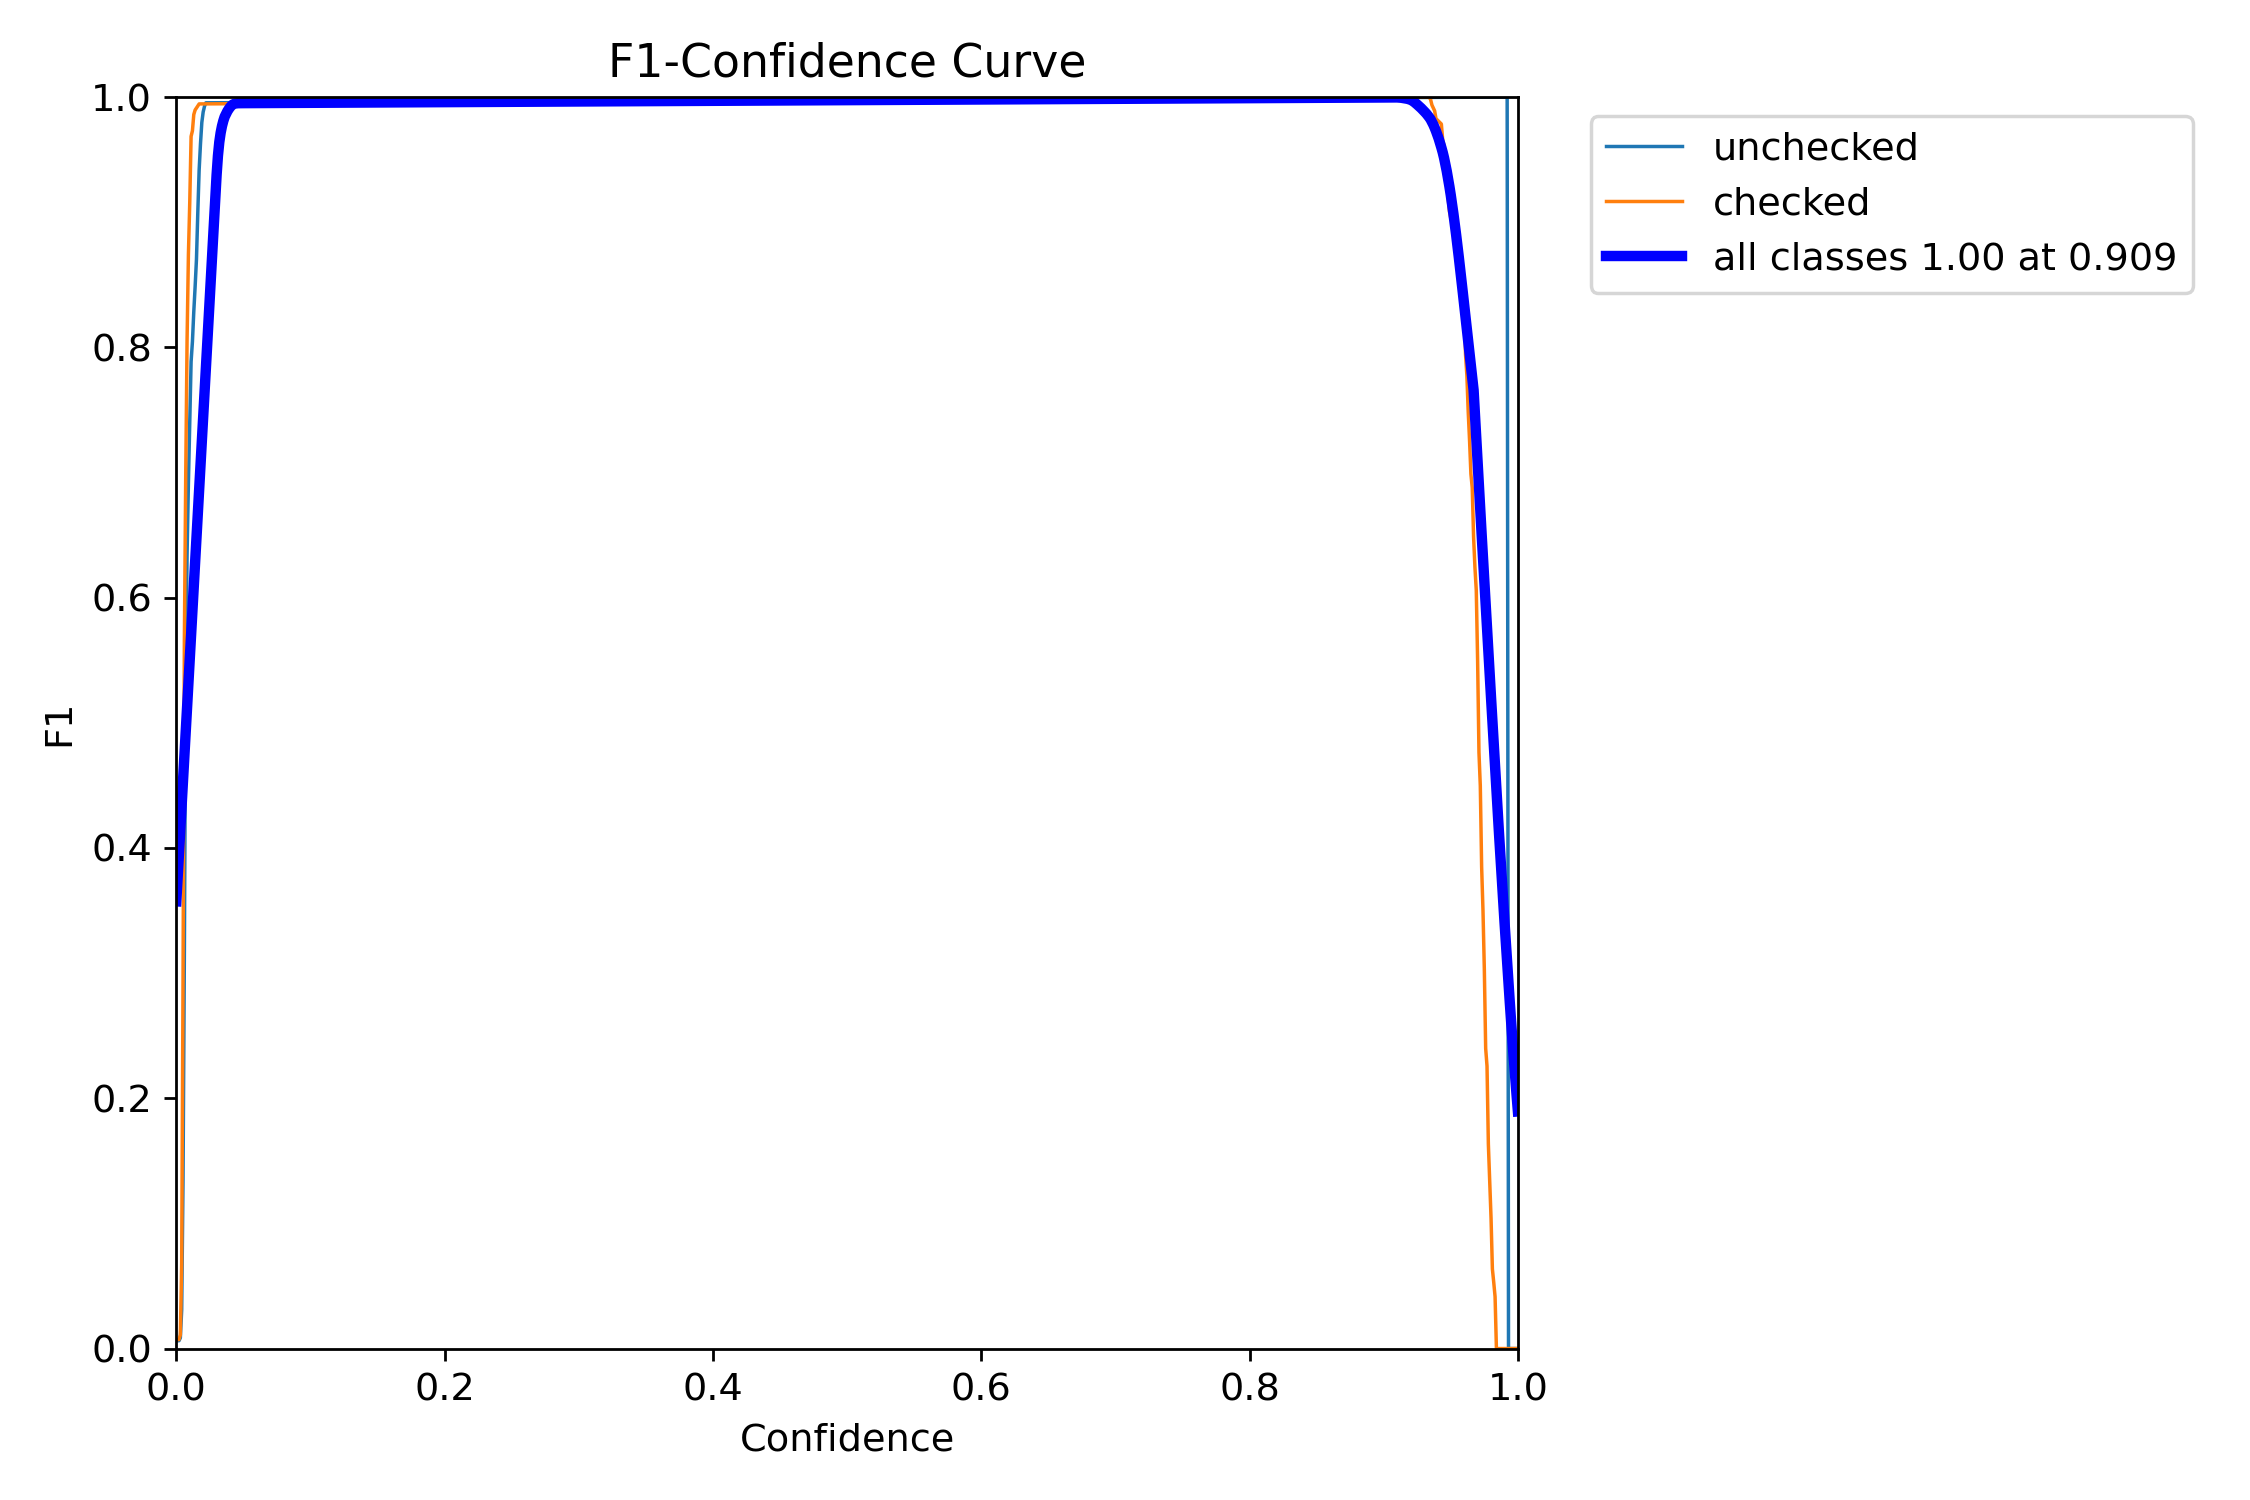 F1-Confidence Curve
1.0
0.8
0.6
0.4
0.2
0.0
F1
0.0 0.2 0.4 0.6 0.8 1.0
Confidence
unchecked
checked
all classes 1.00 at 0.909